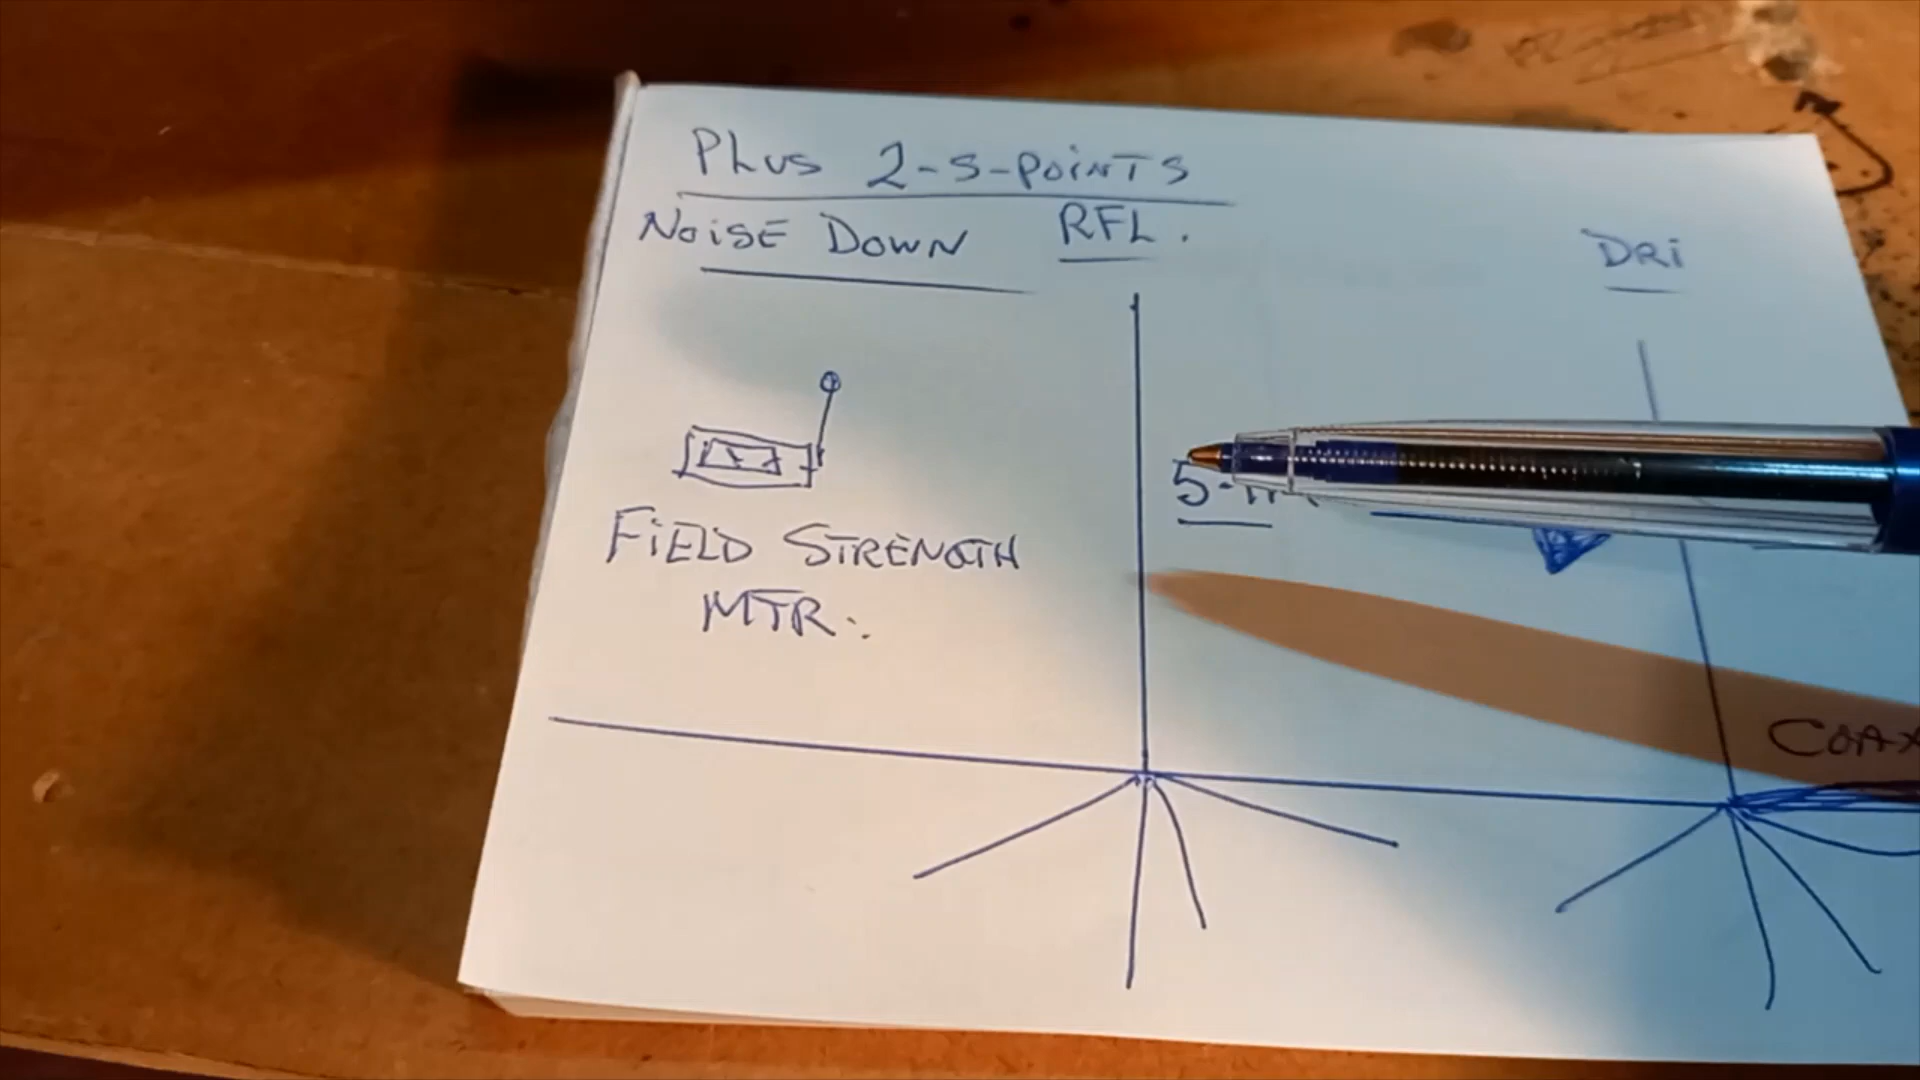 Plus 2-S-POINTS
NOISE DOWN RFL.
DRi
FIELD STRENGTH
MTR.
COAX